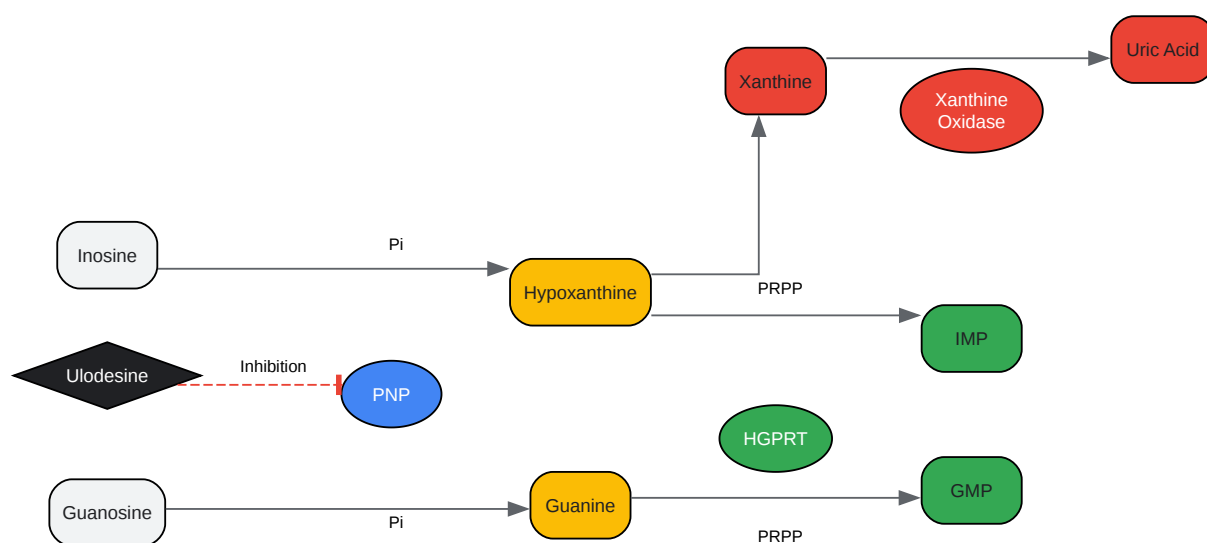 Uric Acid
Xanthine
Xanthine
Oxidase
Inosine
Pi
Hypoxanthine
PRPP
IMP
Ulodesine
Inhibition
PNP
HGPRT
Guanosine
Pi
Guanine
GMP
PRPP